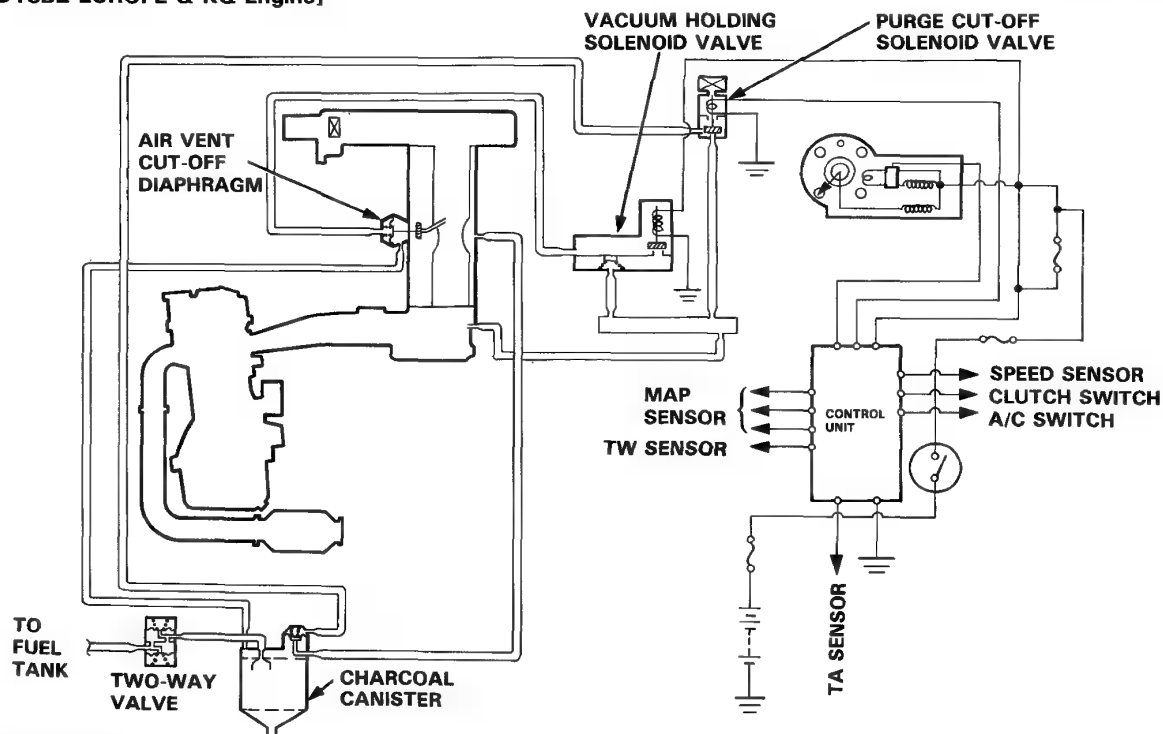 EUROPE & KQ Engine]
VACUUM HOLDING
SOLENOID VALVE
PURGE CUT-OFF
SOLENOID VALVE
AIR VENT
CUT-OFF
DIAPHRAGM
MAP
SENSOR
TW SENSOR
CONTROL
UNIT
SPEED SENSOR
CLUTCH SWITCH
A/C SWITCH
TA SENSOR
TO
FUEL
TANK
TWO-WAY
VALVE
CHARCOAL
CANISTER